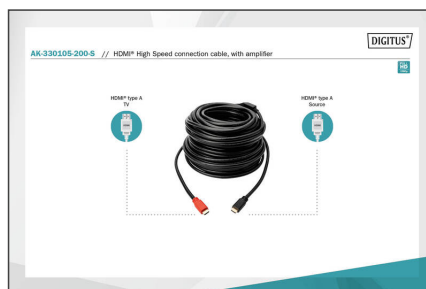 DIGITUS®
AK-330105-200-S // HDMI® High Speed connection cable, with amplifier
HDMI® type A
TV
HDMI® type A
Source